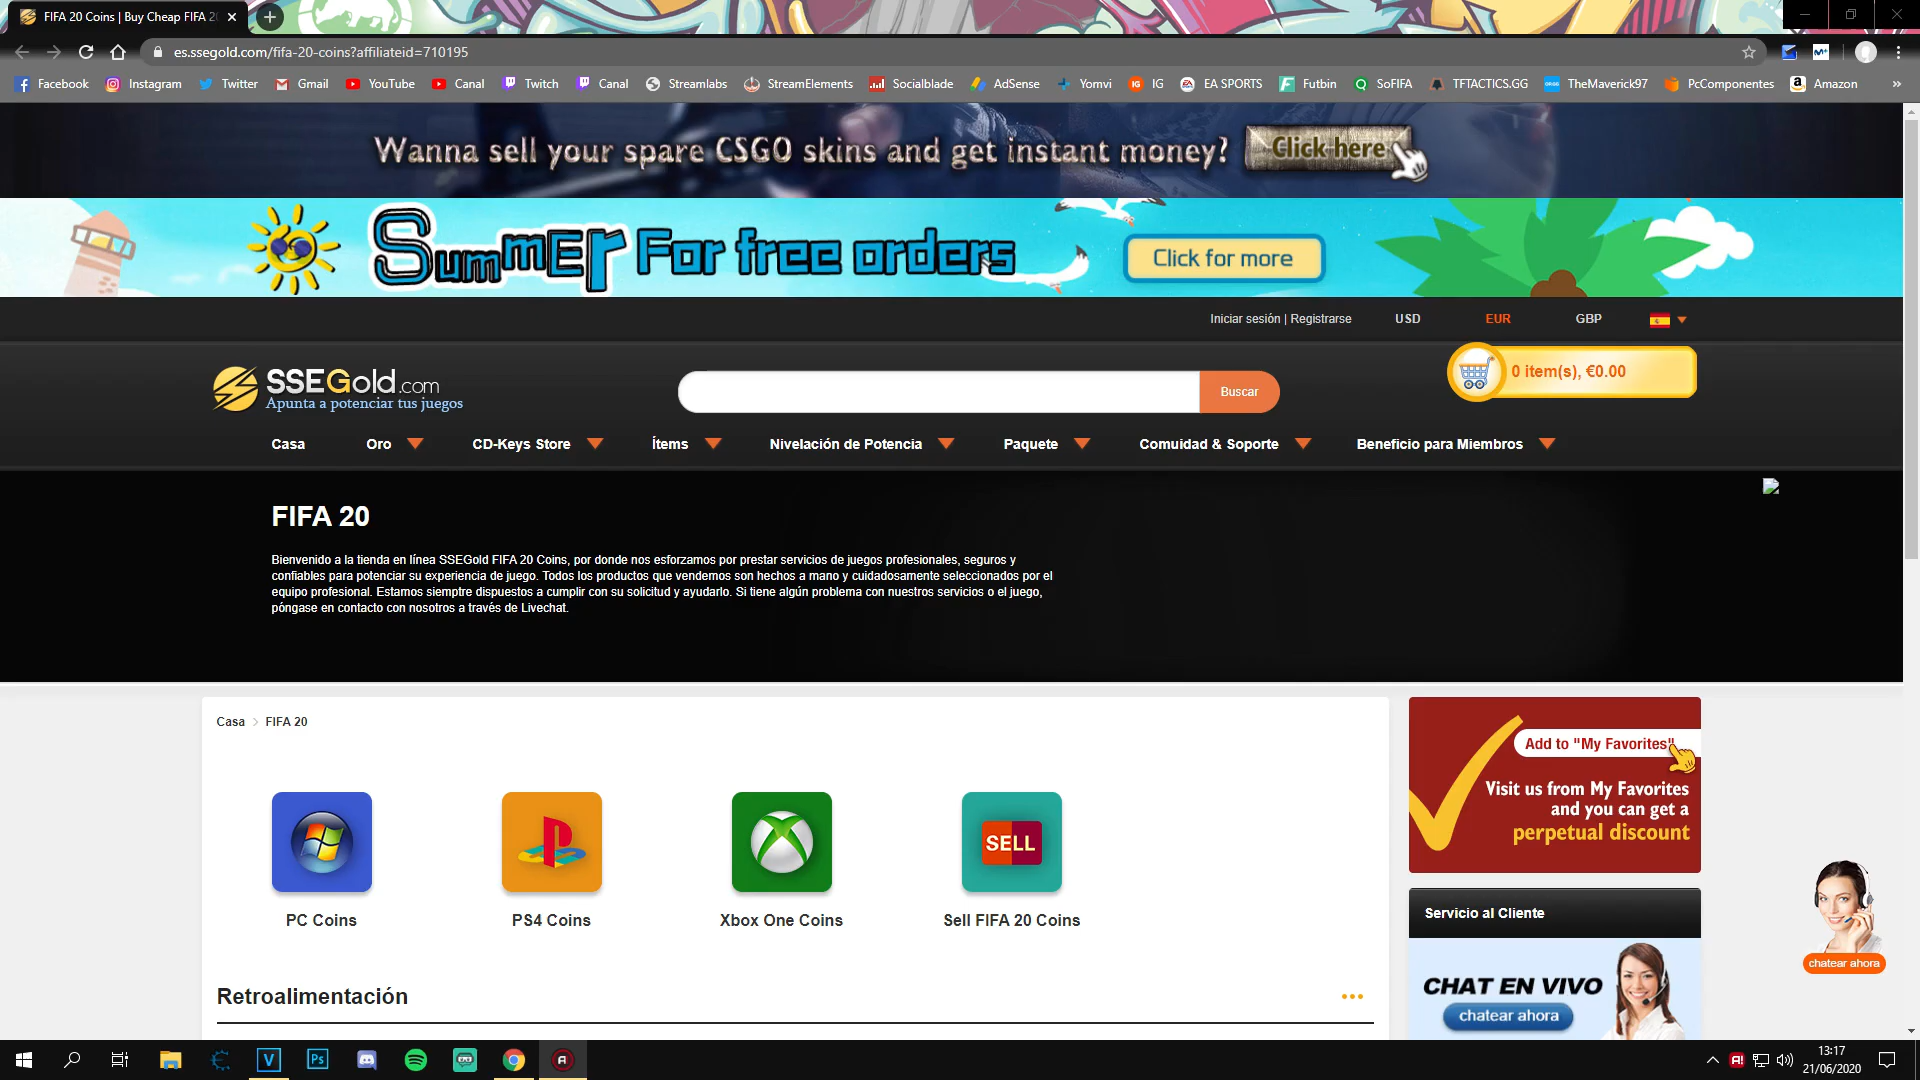 FIFA 20 Coins | Buy Cheap FIFA 20
es.ssegold.com/fifa-20-coins?affiliateid=710195
Facebook Instagram Twitter Gmail YouTube Canal Twitch Canal Streamlabs StreamElements Socialblade AdSense Yomvi IG EA SPORTS Futbin SoFIFA TFTACTICS.GG TheMaverick97 PcComponentes Amazon »
Wanna sell your spare CSGO skins and get instant money? Click here
Summer For free orders Click for more
Iniciar sesión | Registrarse USD EUR GBP
SSEGold.com
Apunta a potenciar tus juegos
Buscar
0 item(s), €0.00
Casa Oro CD-Keys Store Ítems Nivelación de Potencia Paquete Comuidad & Soporte Beneficio para Miembros
FIFA 20
Bienvenido a la tienda en línea SSEGold FIFA 20 Coins, por donde nos esforzamos por prestar servicios de juegos profesionales, seguros y
confiables para potenciar su experiencia de juego. Todos los productos que vendemos son hechos a mano y cuidadosamente seleccionados por el
equipo profesional. Estamos siemptre dispuestos a cumplir con su solicitud y ayudarlo. Si tiene algún problema con nuestros servicios o el juego,
póngase en contacto con nosotros a través de Livechat.
Casa > FIFA 20
SELL
PC Coins PS4 Coins Xbox One Coins Sell FIFA 20 Coins
Add to "My Favorites"
Visit us from My Favorites
and you can get a
perpetual discount
Servicio al Cliente
CHAT EN VIVO
chatear ahora
chatear ahora
Retroalimentación
13:17
21/06/2020